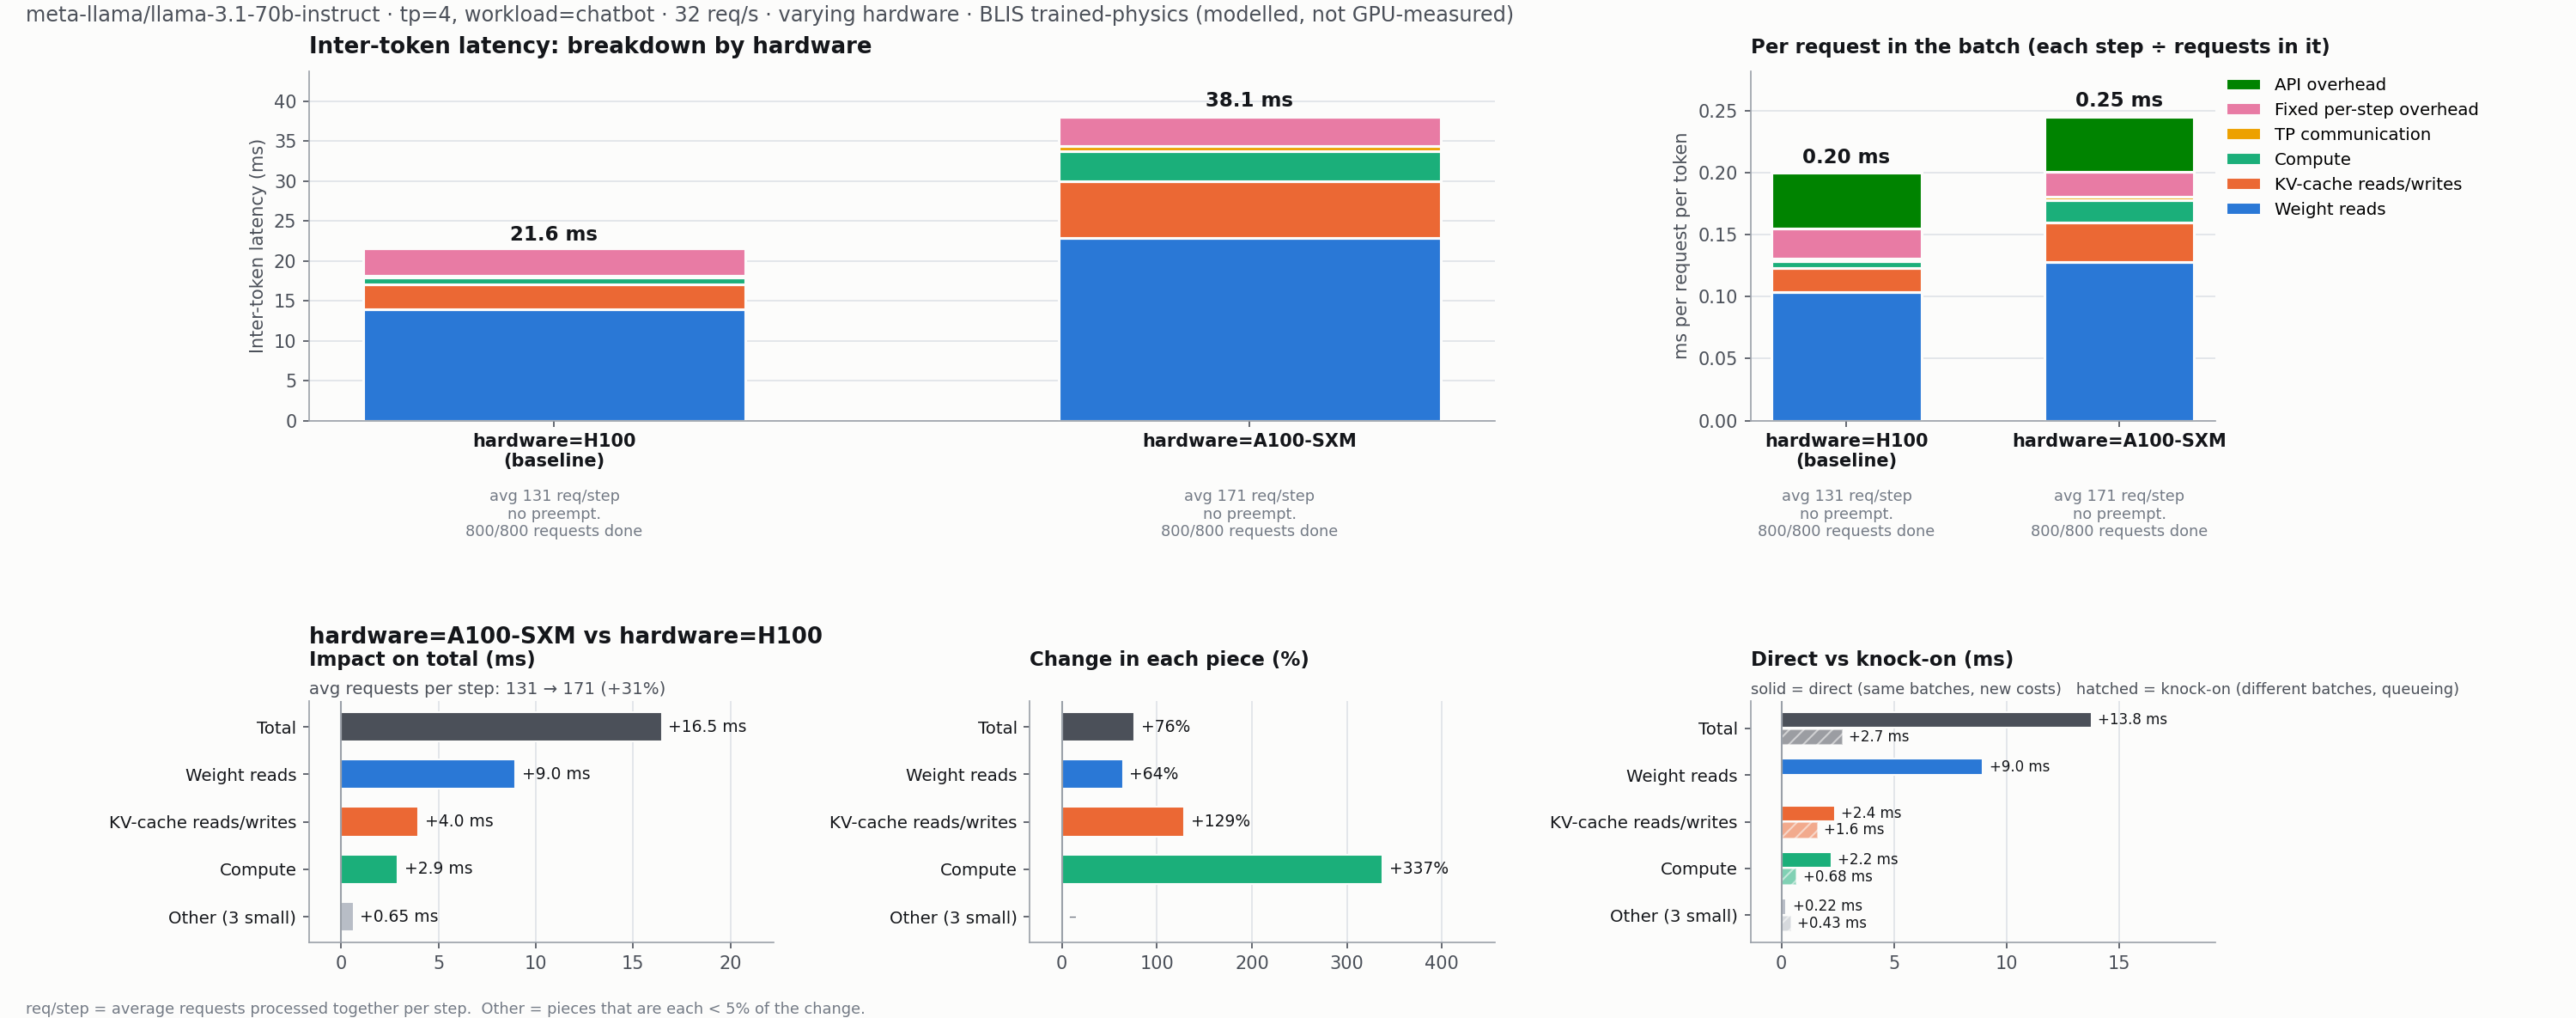 meta-llama/llama-3.1-70b-instruct · tp=4, workload=chatbot · 32 req/s · varying hardware · BLIS trained-physics (modelled, not GPU-measured)
Inter-token latency: breakdown by hardware
Inter-token latency (ms)
40
35
30
25
20
15
10
5
0
21.6 ms
38.1 ms
hardware=H100
(baseline)
avg 131 req/step
no preempt.
800/800 requests done
hardware=A100-SXM
avg 171 req/step
no preempt.
800/800 requests done
Per request in the batch (each step ÷ requests in it)
ms per request per token
0.25
0.20
0.15
0.10
0.05
0.00
0.20 ms
0.25 ms
hardware=H100
(baseline)
avg 131 req/step
no preempt.
800/800 requests done
hardware=A100-SXM
avg 171 req/step
no preempt.
800/800 requests done
API overhead
Fixed per-step overhead
TP communication
Compute
KV-cache reads/writes
Weight reads
hardware=A100-SXM vs hardware=H100
Impact on total (ms)
avg requests per step: 131 → 171 (+31%)
Total
+16.5 ms
Weight reads
+9.0 ms
KV-cache reads/writes
+4.0 ms
Compute
+2.9 ms
Other (3 small)
+0.65 ms
0 5 10 15 20
Change in each piece (%)
Total
+76%
Weight reads
+64%
KV-cache reads/writes
+129%
Compute
+337%
Other (3 small)
–
0 100 200 300 400
Direct vs knock-on (ms)
solid = direct (same batches, new costs) hatched = knock-on (different batches, queueing)
Total
+13.8 ms
+2.7 ms
Weight reads
+9.0 ms
KV-cache reads/writes
+2.4 ms
+1.6 ms
Compute
+2.2 ms
+0.68 ms
Other (3 small)
+0.22 ms
+0.43 ms
0 5 10 15
req/step = average requests processed together per step. Other = pieces that are each < 5% of the change.